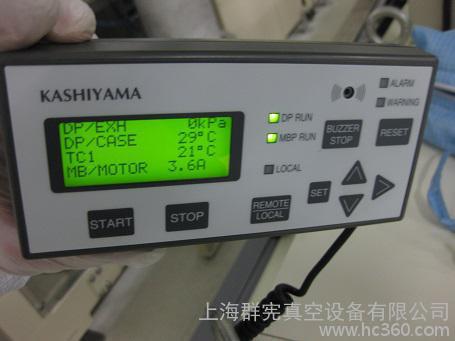 KASHIYAMA
DP/EXH 0kPa
DP/CASE 29°C
TC1 21°C
MB/MOTOR 3.6A
DP RUN
MBP RUN
LOCAL
ALARM
WARNING
BUZZER STOP
RESET
START
STOP
REMOTE LOCAL
SET
上海群宪真空设备有限公司
www.hc360.com